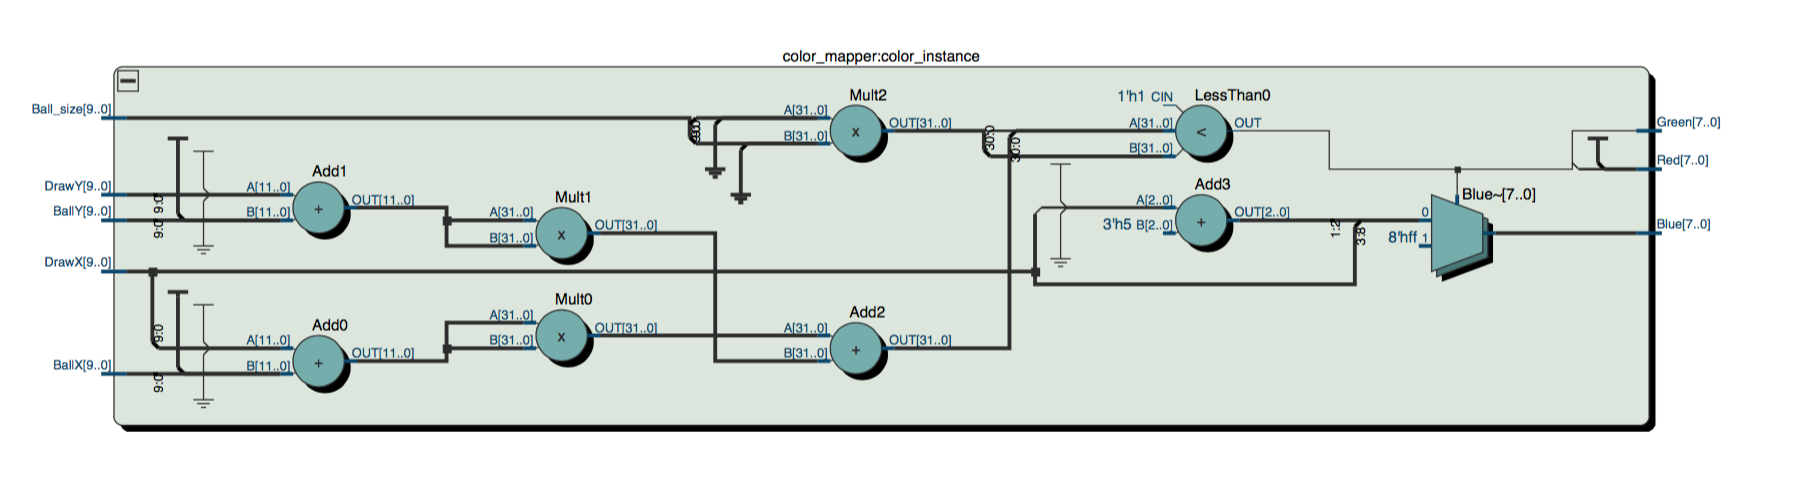 color_mapper:color_instance
Ball_size[9..0]
DrawY[9..0]
BallY[9..0]
DrawX[9..0]
BallX[9..0]
9:0
9:0
9:0
9:0
Add1
A[11..0]
B[11..0]
OUT[11..0]
+
Add0
A[11..0]
B[11..0]
OUT[11..0]
+
Mult1
A[31..0]
B[31..0]
OUT[31..0]
x
Mult0
A[31..0]
B[31..0]
OUT[31..0]
x
Mult2
A[31..0]
B[31..0]
OUT[31..0]
x
Add2
A[31..0]
B[31..0]
OUT[31..0]
+
30:0
30:0
1'h1 CIN
LessThan0
A[31..0]
B[31..0]
OUT
<
Add3
A[2..0]
3'h5 B[2..0]
OUT[2..0]
+
1:2
Blue~[7..0]
0
8'hff 1
Green[7..0]
Red[7..0]
Blue[7..0]